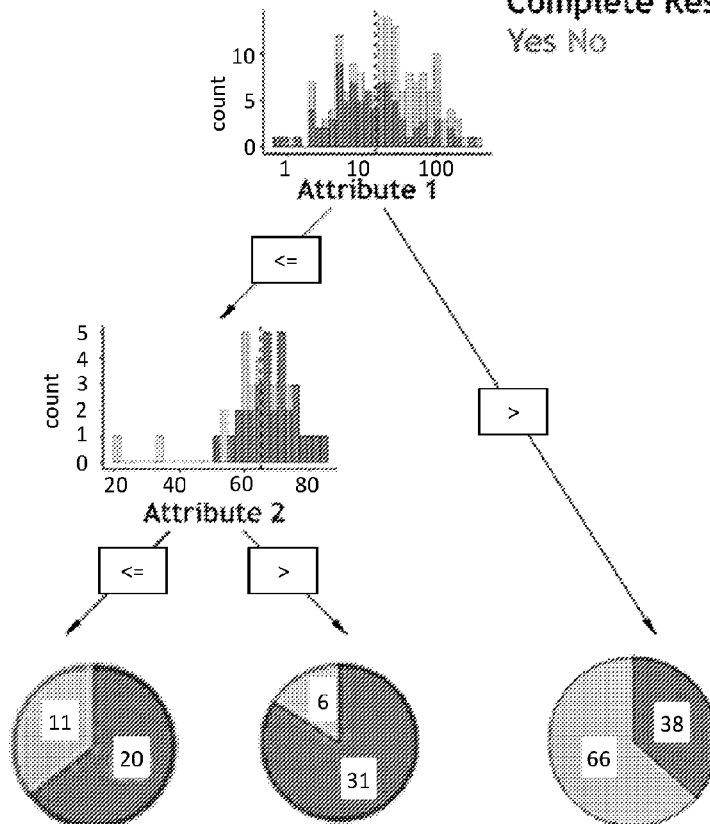 Complete Res
Yes No
10
5
0
count
1 10 100
Attribute 1
<=
>
5
4
3
2
1
0
count
20 40 60 80
Attribute 2
<= >
11
20
6
31
66
38